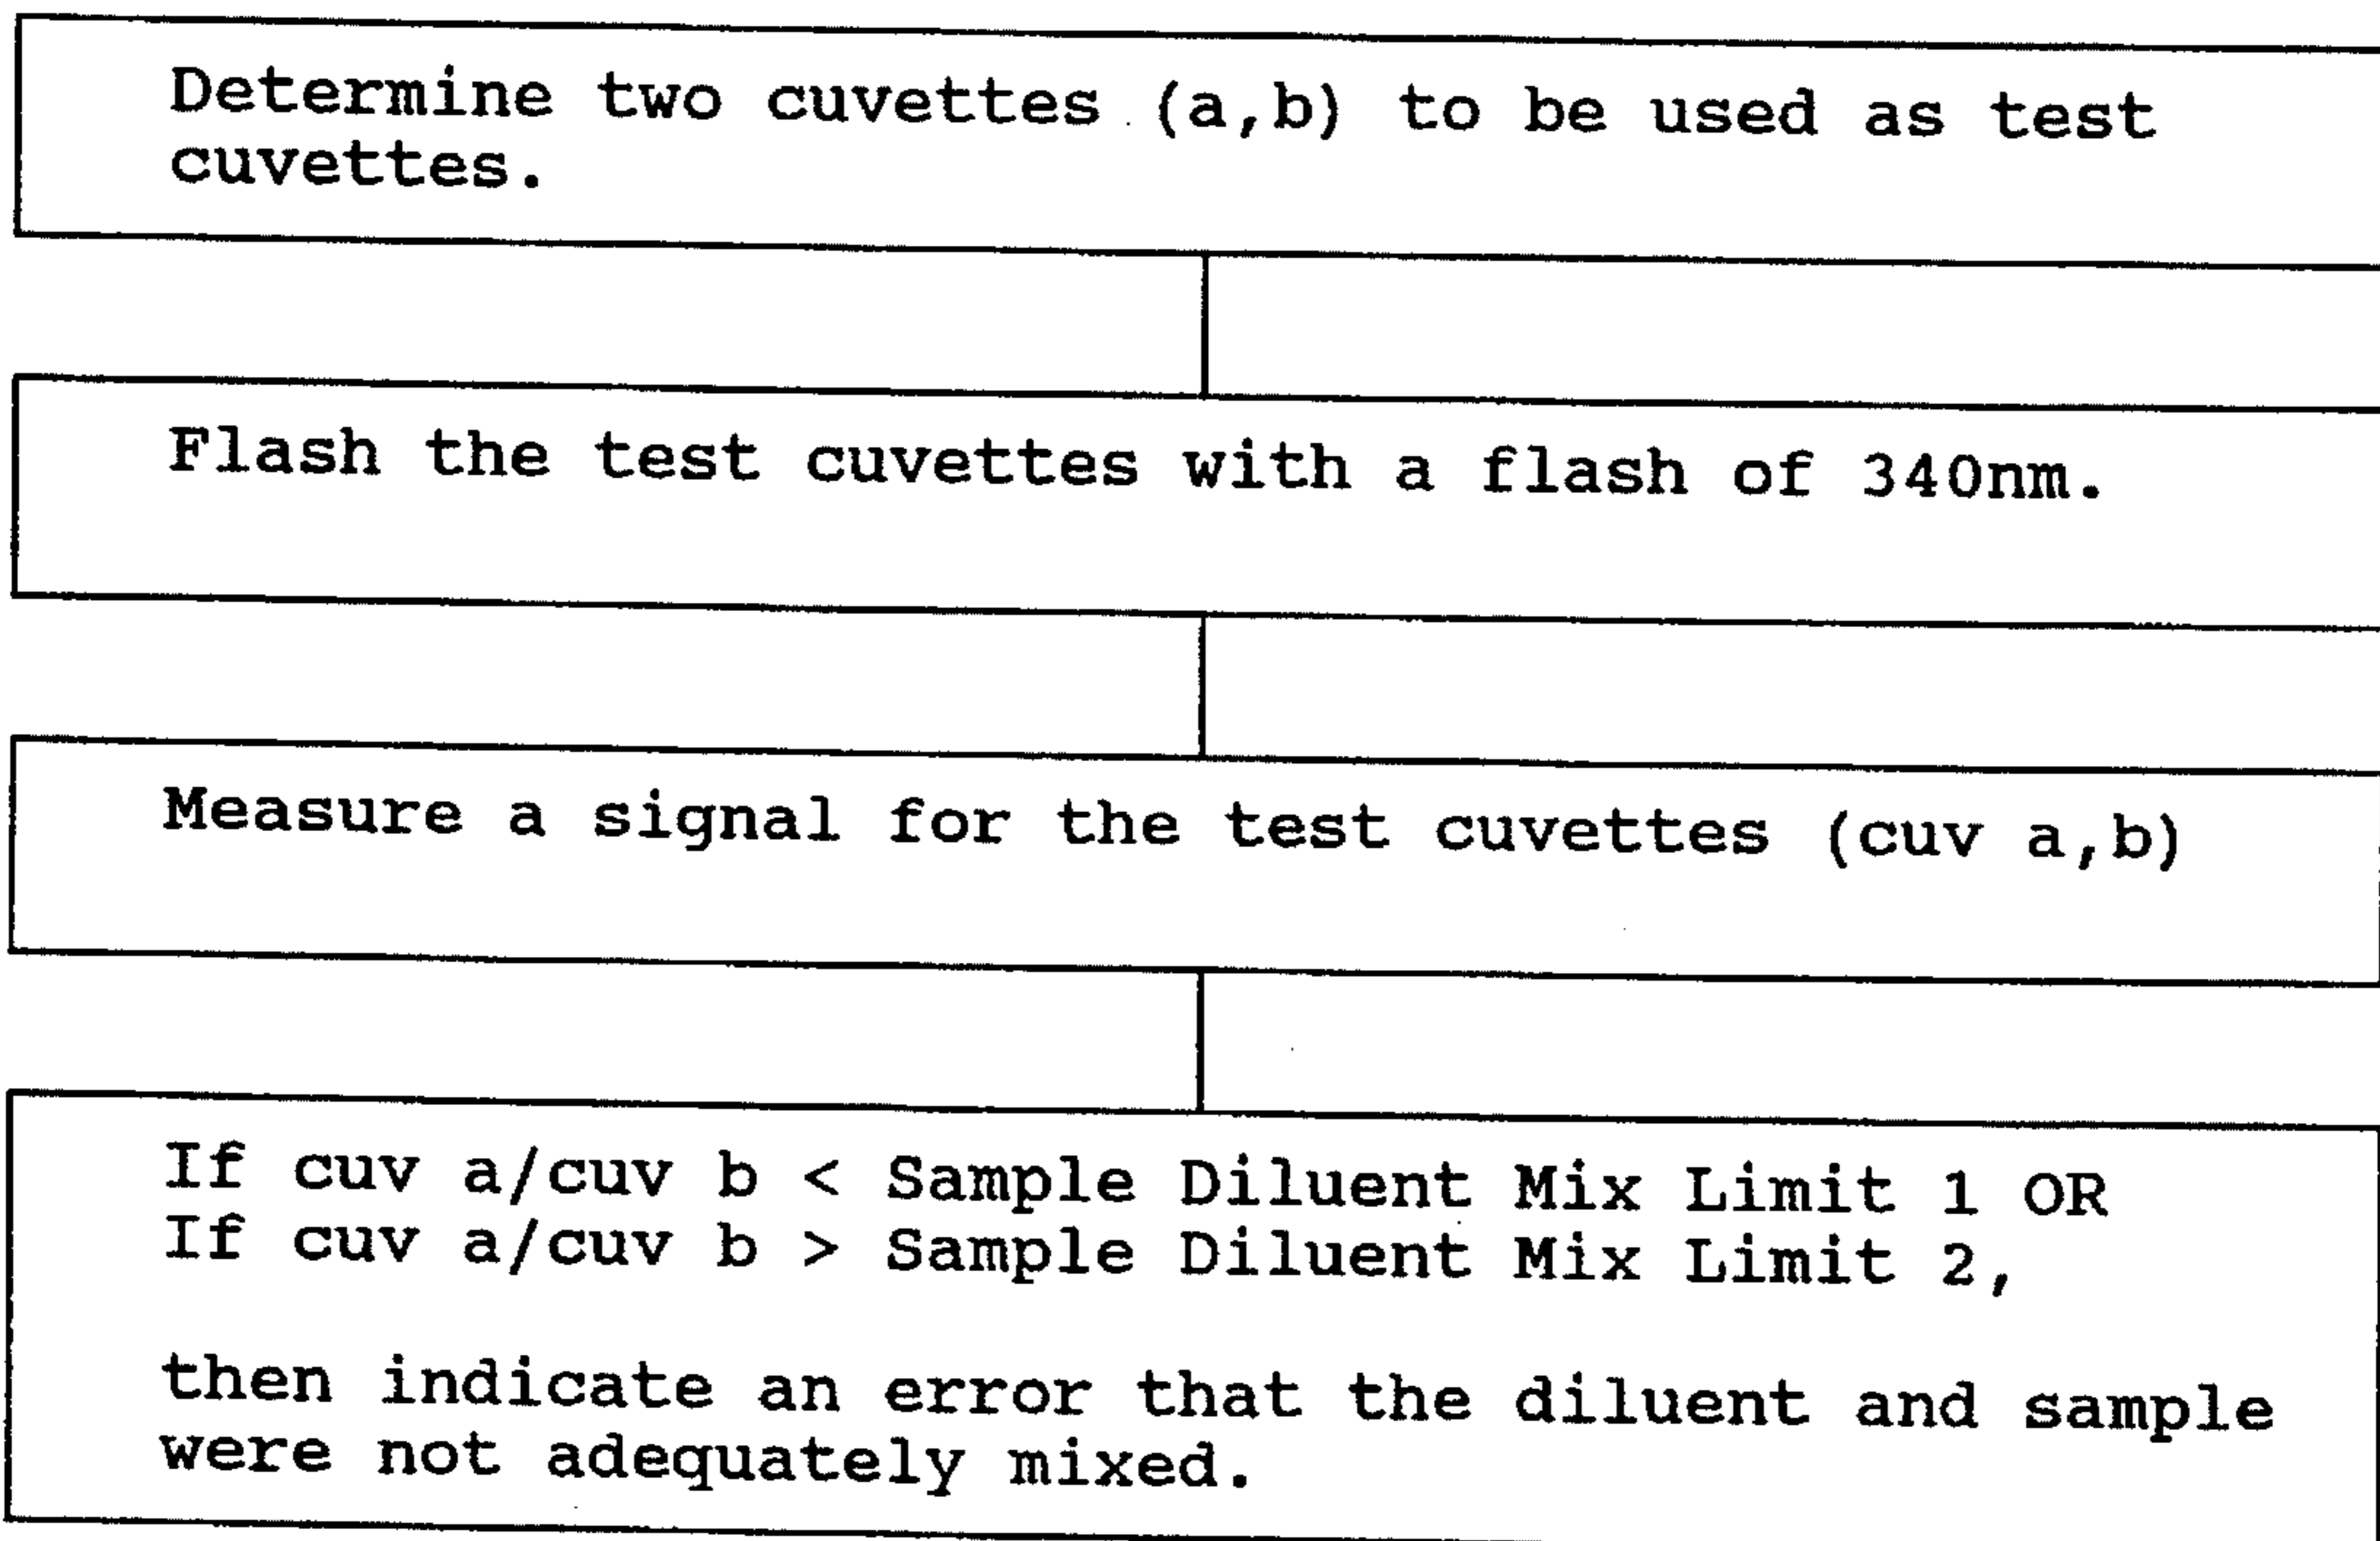 Determine two cuvettes (a,b) to be used as test
cuvettes.
Flash the test cuvettes with a flash of 340nm.
Measure a signal for the test cuvettes (cuv a,b)
If cuv a/cuv b < Sample Diluent Mix Limit 1 OR
If cuv a/cuv b > Sample Diluent Mix Limit 2,
then indicate an error that the diluent and sample
were not adequately mixed.